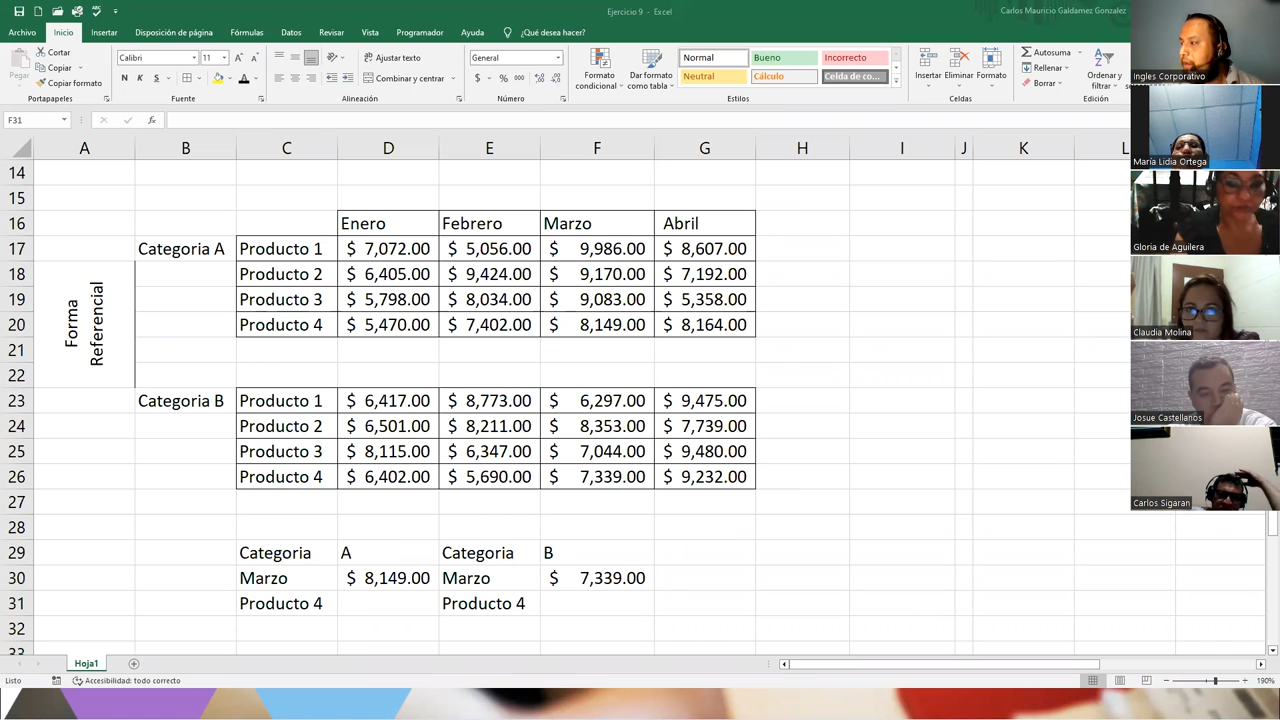 Ejercicio 9 - Excel
Carlos Mauricio Galdamez Gonzalez
Archivo Inicio Insertar Disposición de página Fórmulas Datos Revisar Vista Programador Ayuda ¿Qué desea hacer?
Pegar
Cortar
Copiar
Copiar formato
Portapapeles
Calibri 11
N K S
Fuente
Ajustar texto
Combinar y centrar
Alineación
General
$ % 000
Número
Formato condicional
Dar formato como tabla
Normal Bueno Incorrecto
Neutral Cálculo Celda de co...
Estilos
Insertar Eliminar Formato
Celdas
Autosuma
Rellenar
Borrar
Ordenar y filtrar
Edición
F31 fx
A B C D E F G H I J K L
14
15
16 Enero Febrero Marzo Abril
17 Categoria A Producto 1 $ 7,072.00 $ 5,056.00 $ 9,986.00 $ 8,607.00
18 Producto 2 $ 6,405.00 $ 9,424.00 $ 9,170.00 $ 7,192.00
19 Producto 3 $ 5,798.00 $ 8,034.00 $ 9,083.00 $ 5,358.00
20 Producto 4 $ 5,470.00 $ 7,402.00 $ 8,149.00 $ 8,164.00
Forma
Referencial
21
22
23 Categoria B Producto 1 $ 6,417.00 $ 8,773.00 $ 6,297.00 $ 9,475.00
24 Producto 2 $ 6,501.00 $ 8,211.00 $ 8,353.00 $ 7,739.00
25 Producto 3 $ 8,115.00 $ 6,347.00 $ 7,044.00 $ 9,480.00
26 Producto 4 $ 6,402.00 $ 5,690.00 $ 7,339.00 $ 9,232.00
27
28
29 Categoria A Categoria B
30 Marzo $ 8,149.00 Marzo $ 7,339.00
31 Producto 4 Producto 4
32
33
Hoja1
Listo Accesibilidad: todo correcto 190%
Ingles Corporativo
María Lidia Ortega
Gloria de Aguilera
Claudia Molina
Josue Castellanos
Carlos Sigaran